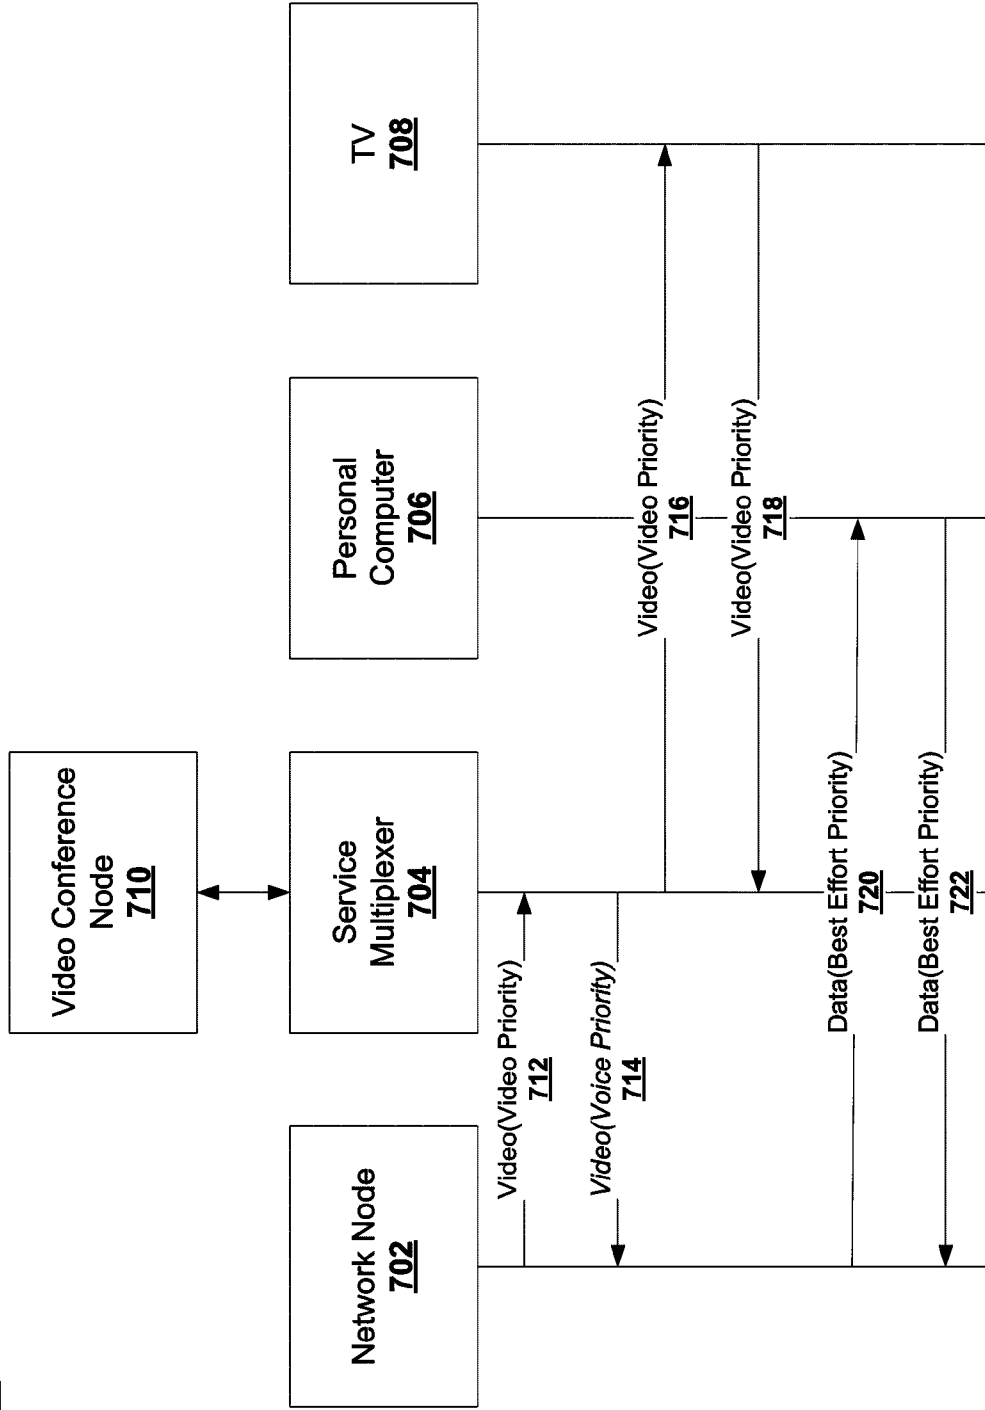 Video Conference
Node
710
Network Node
702
Service
Multiplexer
704
Personal
Computer
706
TV
708
Video(Video Priority)
712
Video(Voice Priority)
714
Video(Video Priority)
716
Video(Video Priority)
718
Data(Best Effort Priority)
720
Data(Best Effort Priority)
722